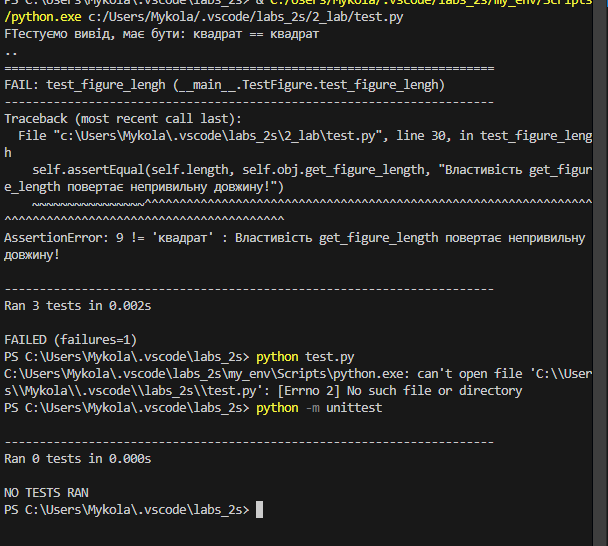 PS C:\Users\Mykola\.vscode\labs_2s> & C:/Users/Mykola/.vscode/labs_2s/my_env/Scripts
/python.exe c:/Users/Mykola/.vscode/labs_2s/2_lab/test.py
FТестуємо вивід, має бути: квадрат == квадрат
..
======================================================================
FAIL: test_figure_lengh (__main__.TestFigure.test_figure_lengh)
----------------------------------------------------------------------
Traceback (most recent call last):
  File "c:\Users\Mykola\.vscode\labs_2s\2_lab\test.py", line 30, in test_figure_leng
h
    self.assertEqual(self.length, self.obj.get_figure_length, "Властивість get_figur
e_length повертає неправильну довжину!")
    ~~~~~~~~~~~~~~~~^^^^^^^^^^^^^^^^^^^^^^^^^^^^^^^^^^^^^^^^^^^^^^^^^^^^^^^^^^^^^^^^
^^^^^^^^^^^^^^^^^^^^^^^^^^^^^^^^^^^^^^^^
AssertionError: 9 != 'квадрат' : Властивість get_figure_length повертає непривильну
довжину!

----------------------------------------------------------------------
Ran 3 tests in 0.002s

FAILED (failures=1)
PS C:\Users\Mykola\.vscode\labs_2s> python test.py
C:\Users\Mykola\.vscode\labs_2s\my_env\Scripts\python.exe: can't open file 'C:\\User
s\\Mykola\\.vscode\\labs_2s\\test.py': [Errno 2] No such file or directory
PS C:\Users\Mykola\.vscode\labs_2s> python -m unittest

----------------------------------------------------------------------
Ran 0 tests in 0.000s

NO TESTS RAN
PS C:\Users\Mykola\.vscode\labs_2s>